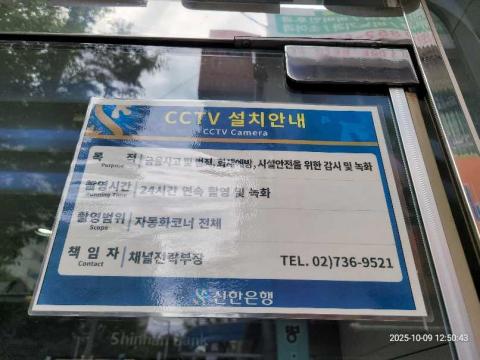 CCTV 설치안내
CCTV Camera
목 적 금융사고 및 범죄, 화재예방, 시설안전을 위한 감시 및 녹화
Purpose
촬영시간 24시간 연속 촬영 및 녹화
Running Time
촬영범위 자동화코너 전체
Scope
책 임 자 채널전략부장 TEL. 02)736-9521
Contact
신한은행
Shinhan Bank
2025-10-09 12:50:43